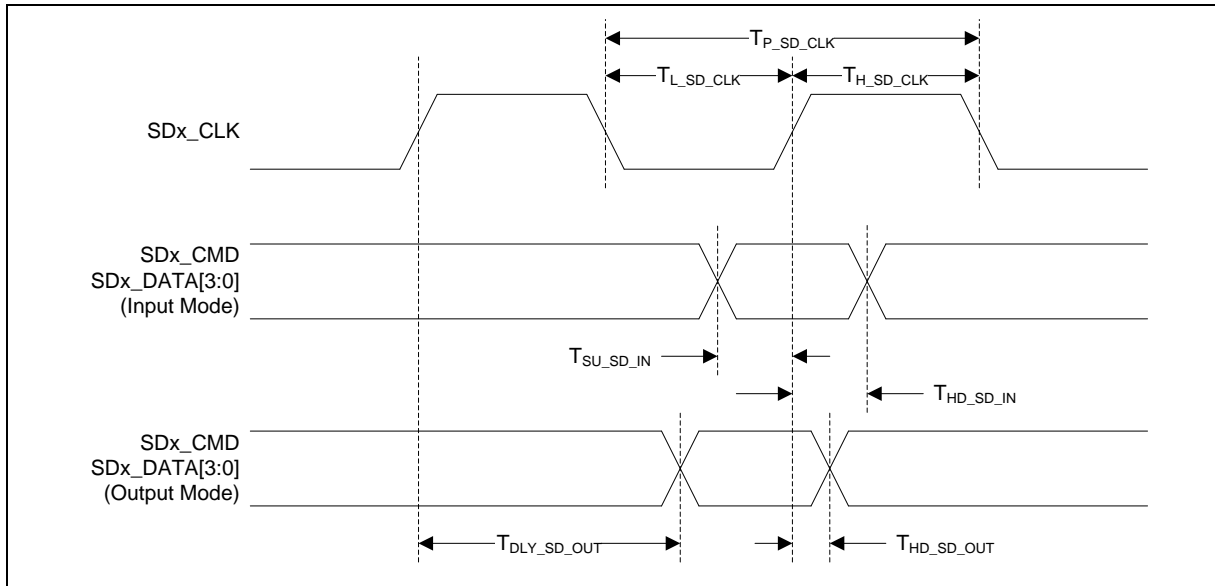 T_P_SD_CLK
T_L_SD_CLK
T_H_SD_CLK
SDx_CLK
SDx_CMD
SDx_DATA[3:0]
(Input Mode)
T_SU_SD_IN
T_HD_SD_IN
SDx_CMD
SDx_DATA[3:0]
(Output Mode)
T_DLY_SD_OUT
T_HD_SD_OUT